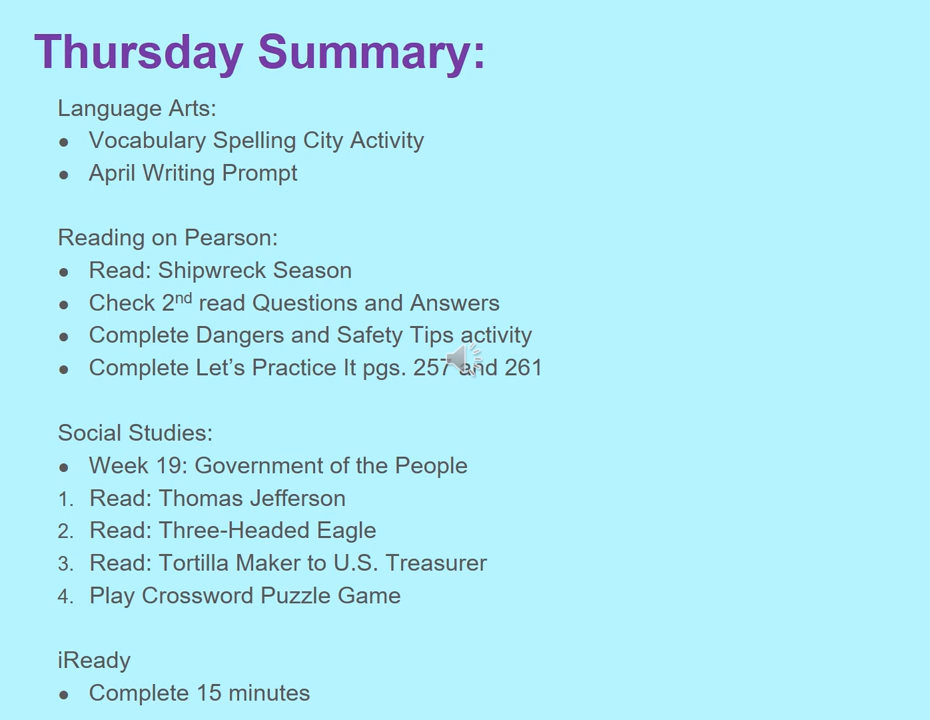 Thursday Summary:
Language Arts:
● Vocabulary Spelling City Activity
● April Writing Prompt
Reading on Pearson:
● Read: Shipwreck Season
● Check 2nd read Questions and Answers
● Complete Dangers and Safety Tips activity
● Complete Let’s Practice It pgs. 257 and 261
Social Studies:
● Week 19: Government of the People
1. Read: Thomas Jefferson
2. Read: Three-Headed Eagle
3. Read: Tortilla Maker to U.S. Treasurer
4. Play Crossword Puzzle Game
iReady
● Complete 15 minutes